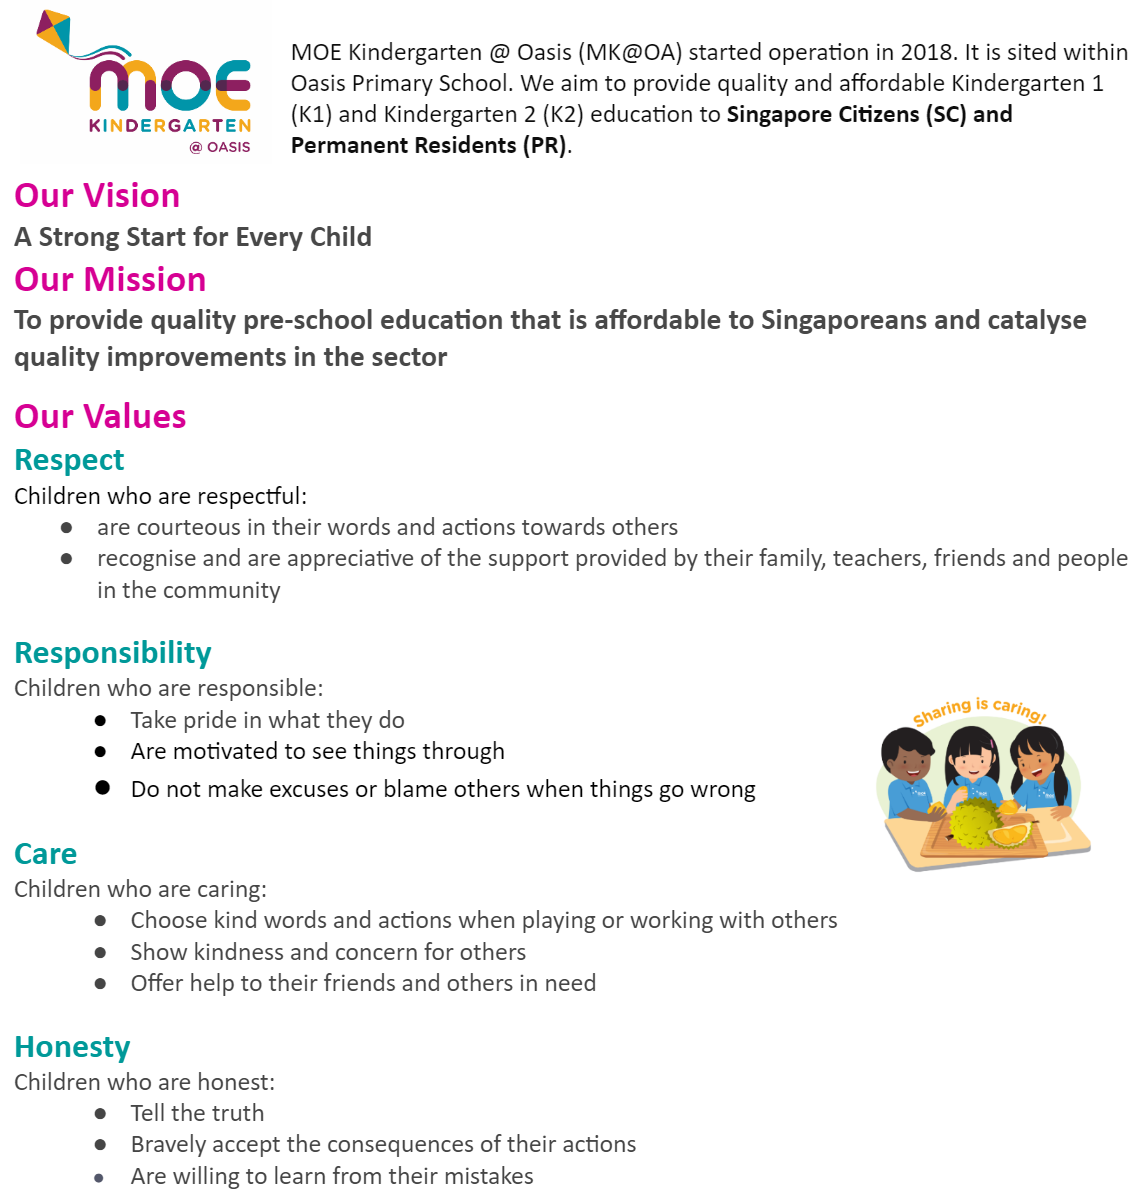 MOE
KINDERGARTEN
@ OASIS
MOE Kindergarten @ Oasis (MK@OA) started operation in 2018. It is sited within
Oasis Primary School. We aim to provide quality and affordable Kindergarten 1
(K1) and Kindergarten 2 (K2) education to Singapore Citizens (SC) and
Permanent Residents (PR).
Our Vision
A Strong Start for Every Child
Our Mission
To provide quality pre-school education that is affordable to Singaporeans and catalyse
quality improvements in the sector
Our Values
Respect
Children who are respectful:
● are courteous in their words and actions towards others
● recognise and are appreciative of the support provided by their family, teachers, friends and people
in the community
Responsibility
Children who are responsible:
● Take pride in what they do
● Are motivated to see things through
● Do not make excuses or blame others when things go wrong
Sharing is caring!
Care
Children who are caring:
● Choose kind words and actions when playing or working with others
● Show kindness and concern for others
● Offer help to their friends and others in need
Honesty
Children who are honest:
● Tell the truth
● Bravely accept the consequences of their actions
● Are willing to learn from their mistakes